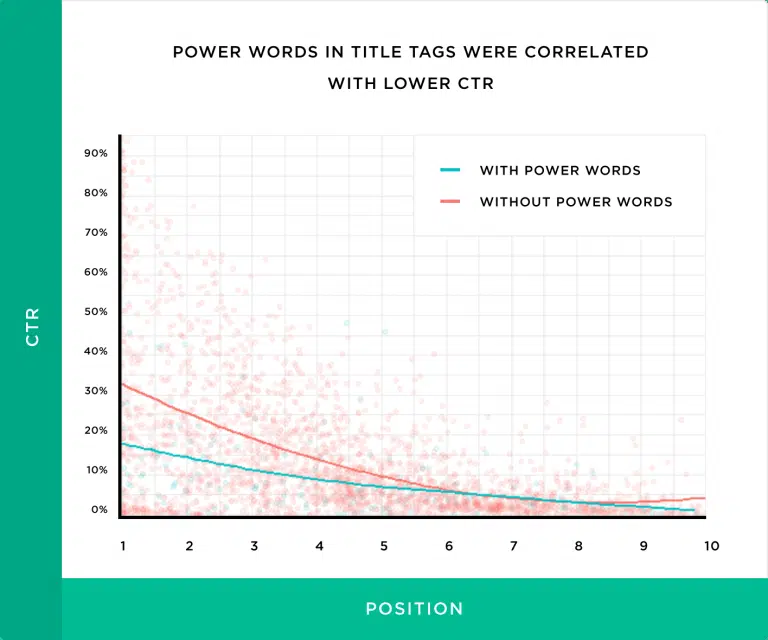 POWER WORDS IN TITLE TAGS WERE CORRELATED
WITH LOWER CTR
WITH POWER WORDS
WITHOUT POWER WORDS
90%
80%
70%
60%
50%
40%
30%
20%
10%
0%
CTR
1 2 3 4 5 6 7 8 9 10
POSITION